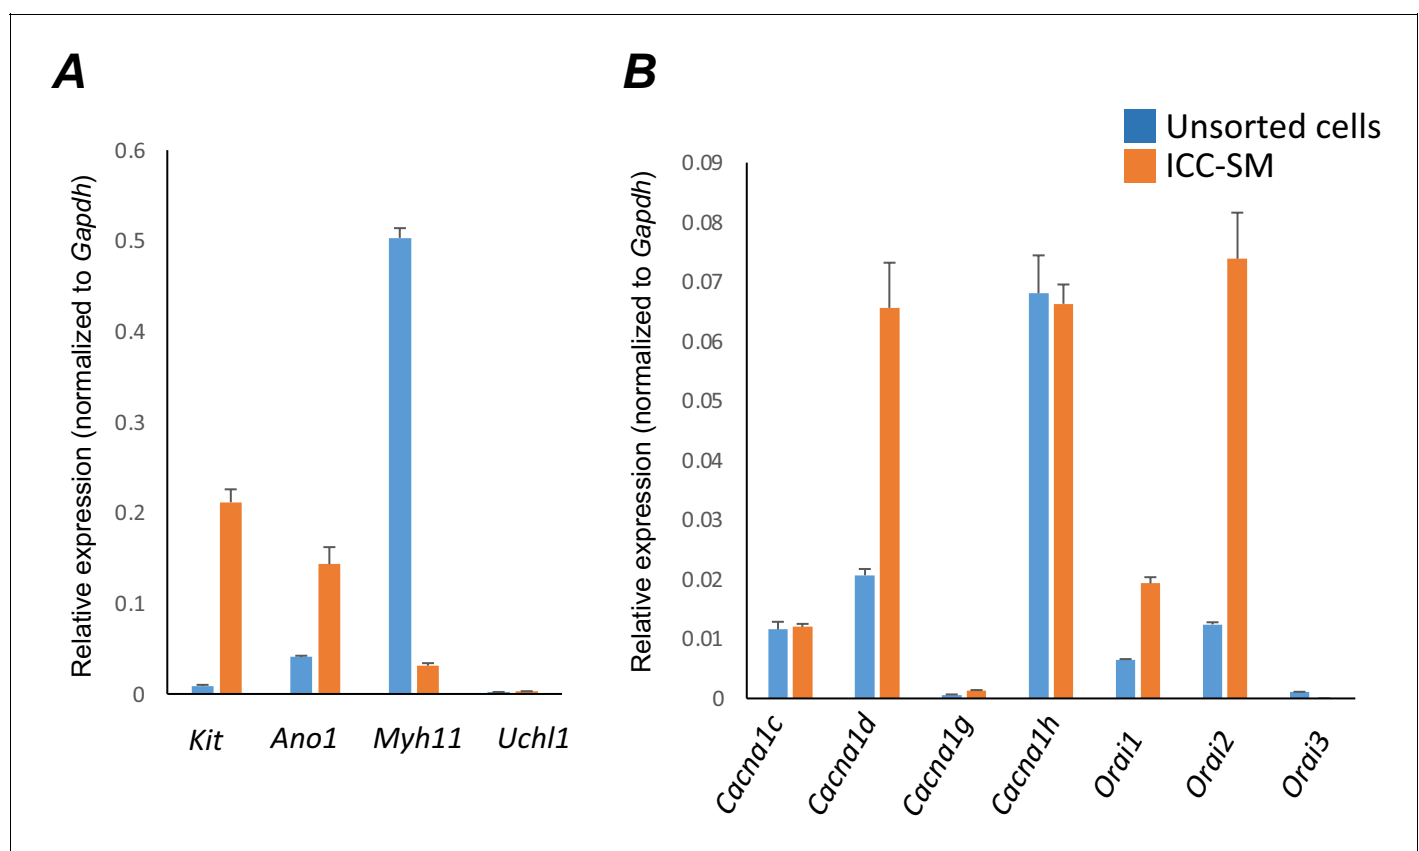 A
Relative expression (normalized to Gapdh)
0.6
0.5
0.4
0.3
0.2
0.1
0
Kit
Ano1
Myh11
Uchl1
B
Unsorted cells
ICC-SM
Relative expression (normalized to Gapdh)
0.09
0.08
0.07
0.06
0.05
0.04
0.03
0.02
0.01
0
Cacna1c
Cacna1d
Cacna1g
Cacna1h
Orai1
Orai2
Orai3